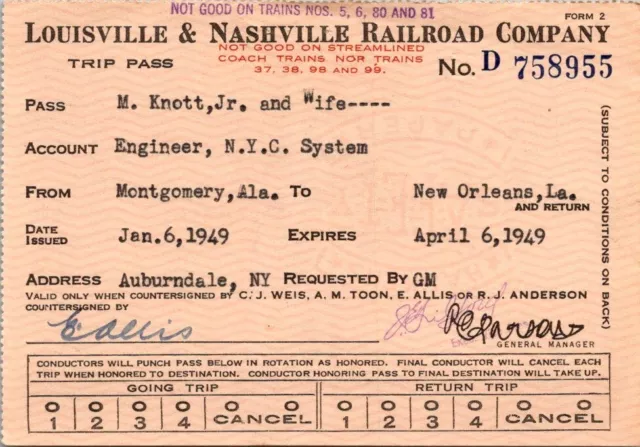 NOT GOOD ON TRAINS NOS. 5, 6, 80 AND 81
FORM 2
LOUISVILLE & NASHVILLE RAILROAD COMPANY
TRIP PASS
NOT GOOD ON STREAMLINED
COACH TRAINS NOR TRAINS
37, 38, 98 AND 99.
No. D 758955
PASS M. Knott,Jr. and Wife----
ACCOUNT Engineer, N.Y.C. System
FROM Montgomery,Ala. TO New Orleans,La.
AND RETURN
DATE ISSUED Jan.6,1949 EXPIRES April 6,1949
ADDRESS Auburndale, NY REQUESTED BY GM
VALID ONLY WHEN COUNTERSIGNED BY C. J. WEIS, A. M. TOON, E. ALLIS OR R. J. ANDERSON
COUNTERSIGNED BY
E Allis
GENERAL MANAGER
(SUBJECT TO CONDITIONS ON BACK)
CONDUCTORS WILL PUNCH PASS BELOW IN ROTATION AS HONORED. FINAL CONDUCTOR WILL CANCEL EACH
TRIP WHEN HONORED TO DESTINATION. CONDUCTOR HONORING PASS TO FINAL DESTINATION WILL TAKE UP.
GOING TRIP RETURN TRIP
O O O O O O O O O O O O
1 2 3 4 CANCEL 1 2 3 4 CANCEL